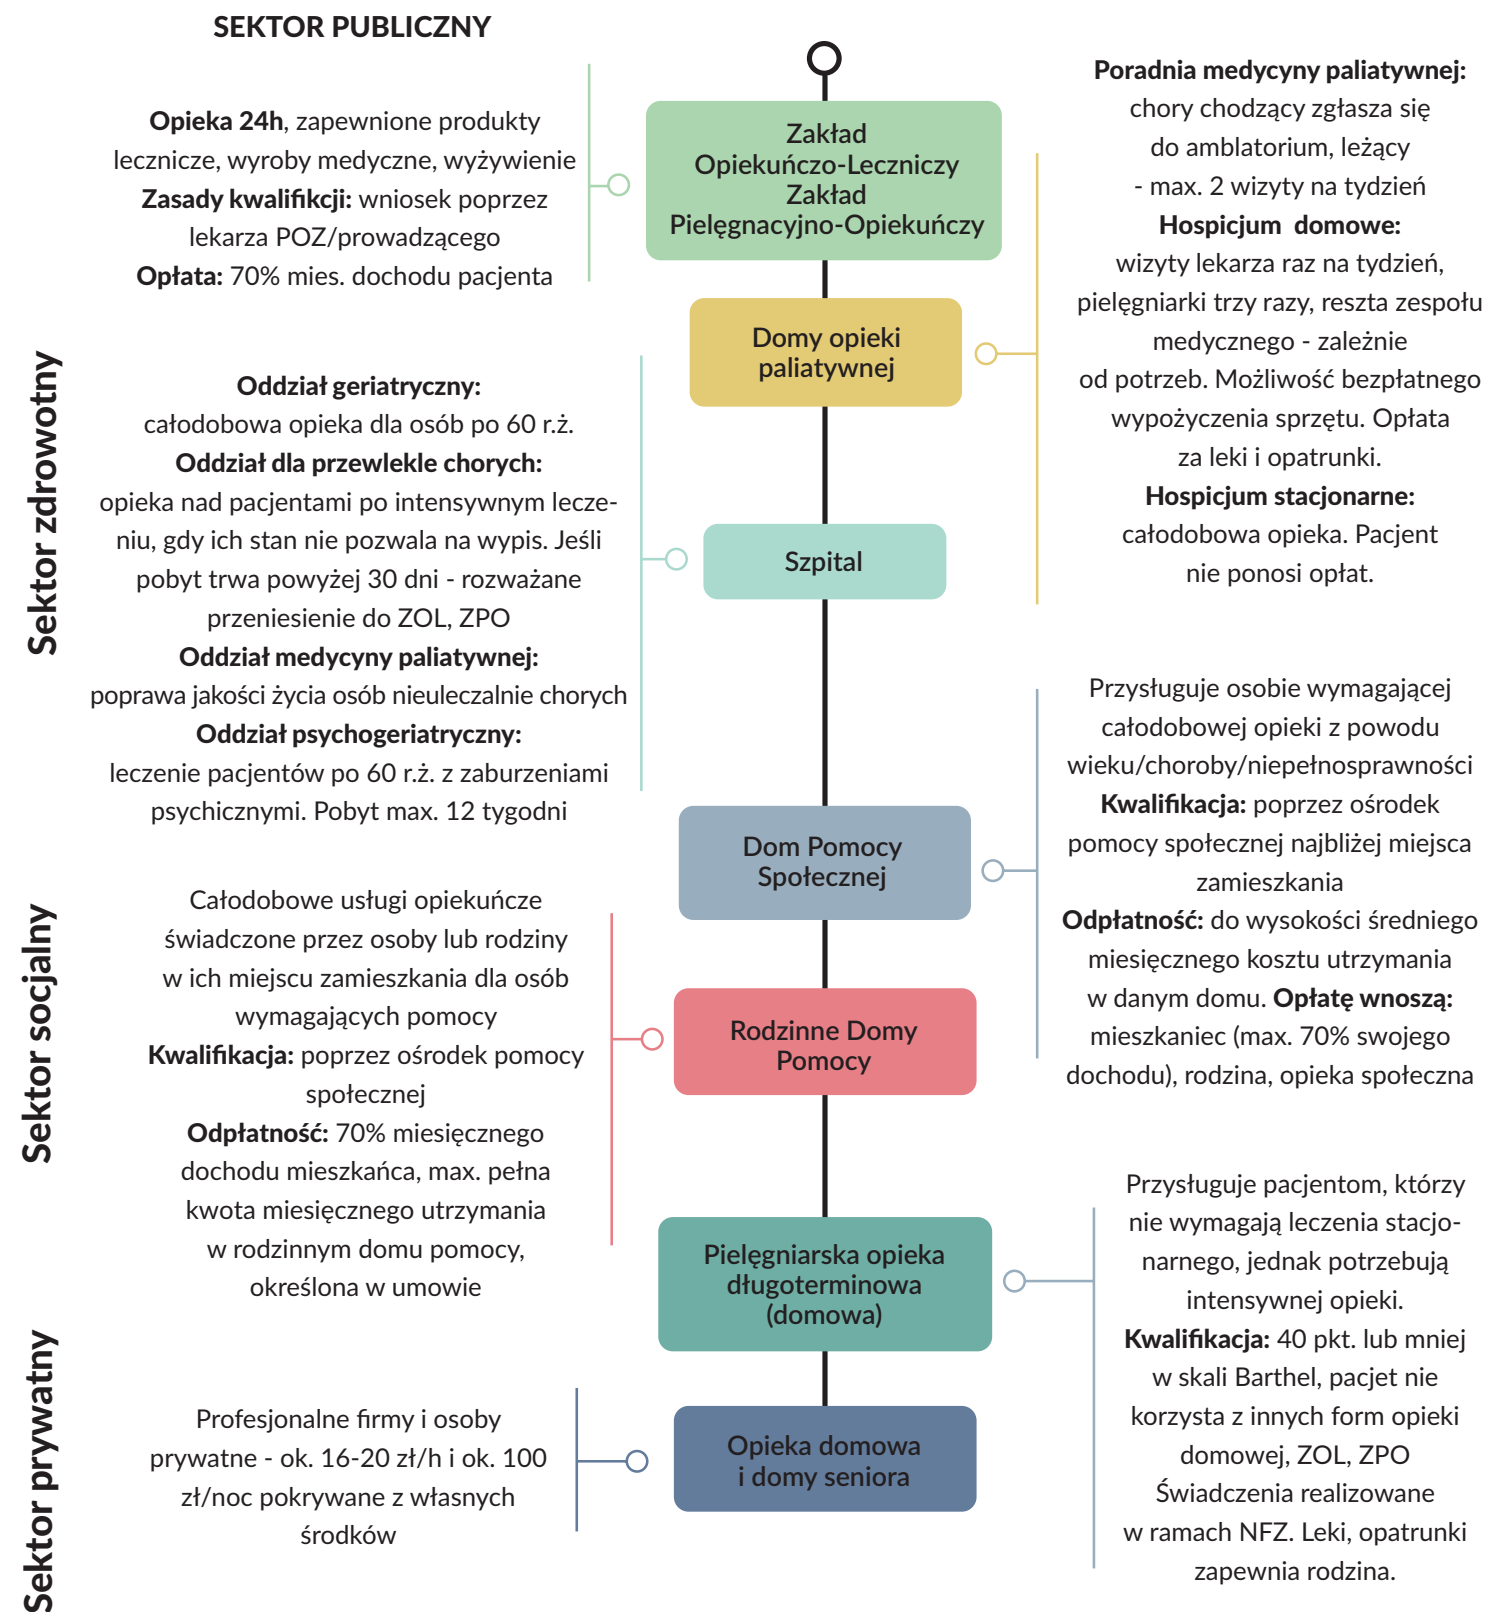 SEKTOR PUBLICZNY
Opieka 24h, zapewnione produkty
lecznicze, wyroby medyczne, wyżywienie
Zasady kwalifikcji: wniosek poprzez
lekarza POZ/prowadzącego
Opłata: 70% mies. dochodu pacjenta
Zakład
Opiekuńczo-Leczniczy
Zakład
Pielęgnacyjno-Opiekuńczy
Poradnia medycyny paliatywnej:
chory chodzący zgłasza się
do amblatorium, leżący
- max. 2 wizyty na tydzień
Hospicjum domowe:
wizyty lekarza raz na tydzień,
pielęgniarki trzy razy, reszta zespołu
medycznego - zależnie
od potrzeb. Możliwość bezpłatnego
wypożyczenia sprzętu. Opłata
za leki i opatrunki.
Hospicjum stacjonarne:
całodobowa opieka. Pacjent
nie ponosi opłat.
Domy opieki
paliatywnej
Sektor zdrowotny
Oddział geriatryczny:
całodobowa opieka dla osób po 60 r.ż.
Oddział dla przewlekle chorych:
opieka nad pacjentami po intensywnym lecze-
niu, gdy ich stan nie pozwala na wypis. Jeśli
pobyt trwa powyżej 30 dni - rozważane
przeniesienie do ZOL, ZPO
Oddział medycyny paliatywnej:
poprawa jakości życia osób nieuleczalnie chorych
Oddział psychogeriatryczny:
leczenie pacjentów po 60 r.ż. z zaburzeniami
psychicznymi. Pobyt max. 12 tygodni
Szpital
Przysługuje osobie wymagającej
całodobowej opieki z powodu
wieku/choroby/niepełnosprawności
Kwalifikacja: poprzez ośrodek
pomocy społecznej najbliżej miejsca
zamieszkania
Odpłatność: do wysokości średniego
miesięcznego kosztu utrzymania
w danym domu. Opłatę wnoszą:
mieszkaniec (max. 70% swojego
dochodu), rodzina, opieka społeczna
Dom Pomocy
Społecznej
Sektor socjalny
Całodobowe usługi opiekuńcze
świadczone przez osoby lub rodziny
w ich miejscu zamieszkania dla osób
wymagających pomocy
Kwalifikacja: poprzez ośrodek pomocy
społecznej
Odpłatność: 70% miesięcznego
dochodu mieszkańca, max. pełna
kwota miesięcznego utrzymania
w rodzinnym domu pomocy,
określona w umowie
Rodzinne Domy
Pomocy
Pielęgniarska opieka
długoterminowa
(domowa)
Przysługuje pacjentom, którzy
nie wymagają leczenia stacjo-
narnego, jednak potrzebują
intensywnej opieki.
Kwalifikacja: 40 pkt. lub mniej
w skali Barthel, pacjet nie
korzysta z innych form opieki
domowej, ZOL, ZPO
Świadczenia realizowane
w ramach NFZ. Leki, opatrunki
zapewnia rodzina.
Sektor prywatny
Profesjonalne firmy i osoby
prywatne - ok. 16-20 zł/h i ok. 100
zł/noc pokrywane z własnych
środków
Opieka domowa
i domy seniora